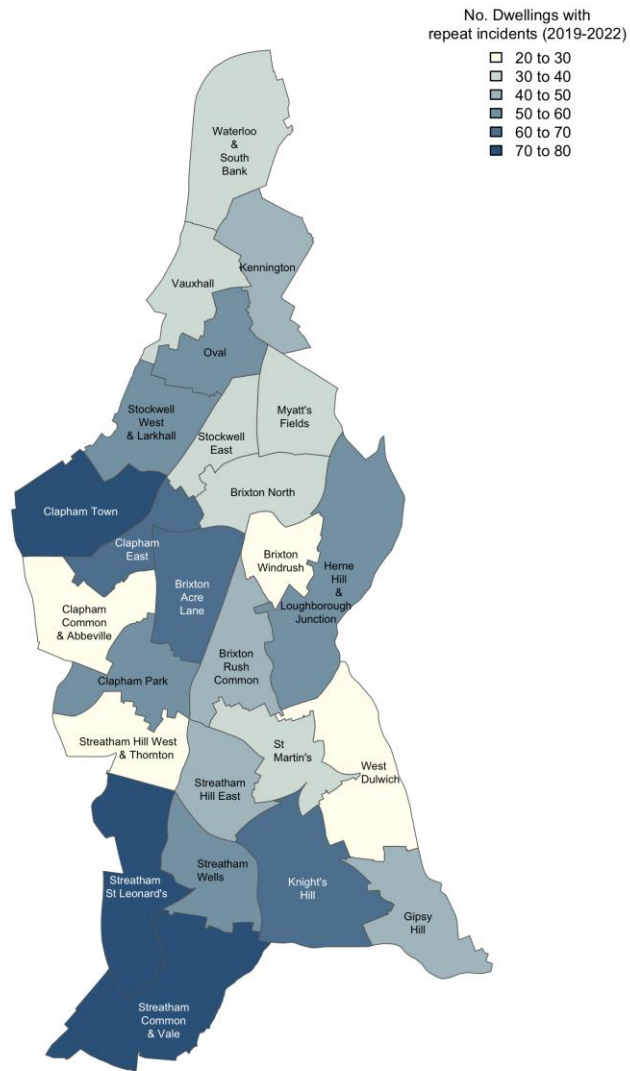 No. Dwellings with
repeat incidents (2019-2022)
20 to 30
30 to 40
40 to 50
50 to 60
60 to 70
70 to 80
Waterloo
&
South
Bank
Kennington
Vauxhall
Oval
Stockwell
West
& Larkhall
Stockwell
East
Myatt's
Fields
Brixton North
Clapham Town
Clapham
East
Brixton
Acre
Lane
Brixton
Windrush
Herne
Hill
&
Loughborough
Junction
Clapham
Common
& Abbeville
Clapham Park
Brixton
Rush
Common
Streatham Hill West
& Thornton
St
Martin's
West
Dulwich
Streatham
Hill East
Streatham
St Leonard's
Streatham
Wells
Knight's
Hill
Gipsy
Hill
Streatham
Common
& Vale